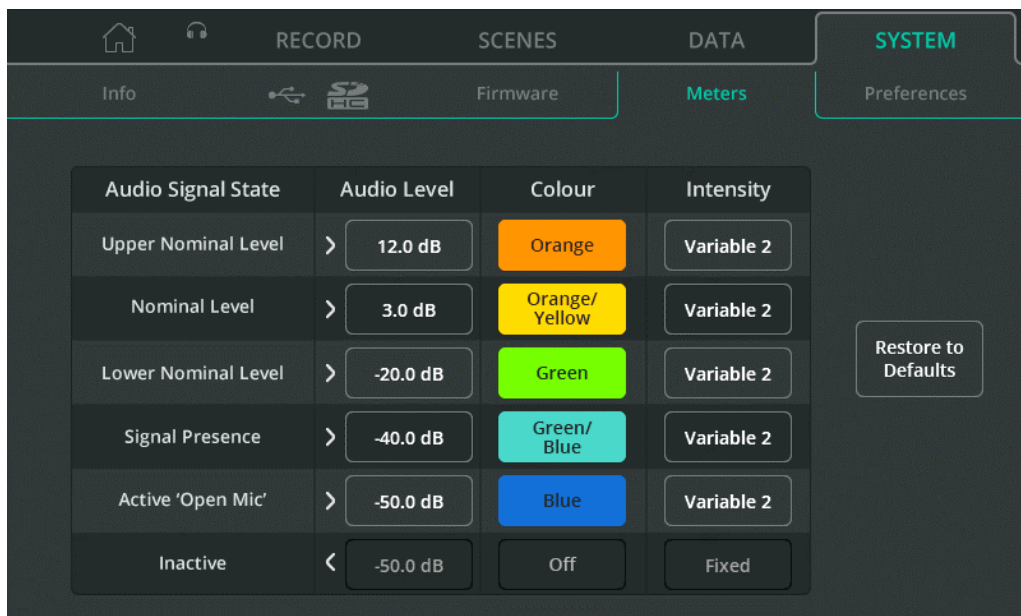 RECORD SCENES DATA SYSTEM
Info SD HC Firmware Meters Preferences
Audio Signal State Audio Level Colour Intensity
Upper Nominal Level > 12.0 dB Orange Variable 2
Nominal Level > 3.0 dB Orange/
Yellow Variable 2
Lower Nominal Level > -20.0 dB Green Variable 2
Signal Presence > -40.0 dB Green/
Blue Variable 2
Active ‘Open Mic’ > -50.0 dB Blue Variable 2
Inactive < -50.0 dB Off Fixed
Restore to
Defaults